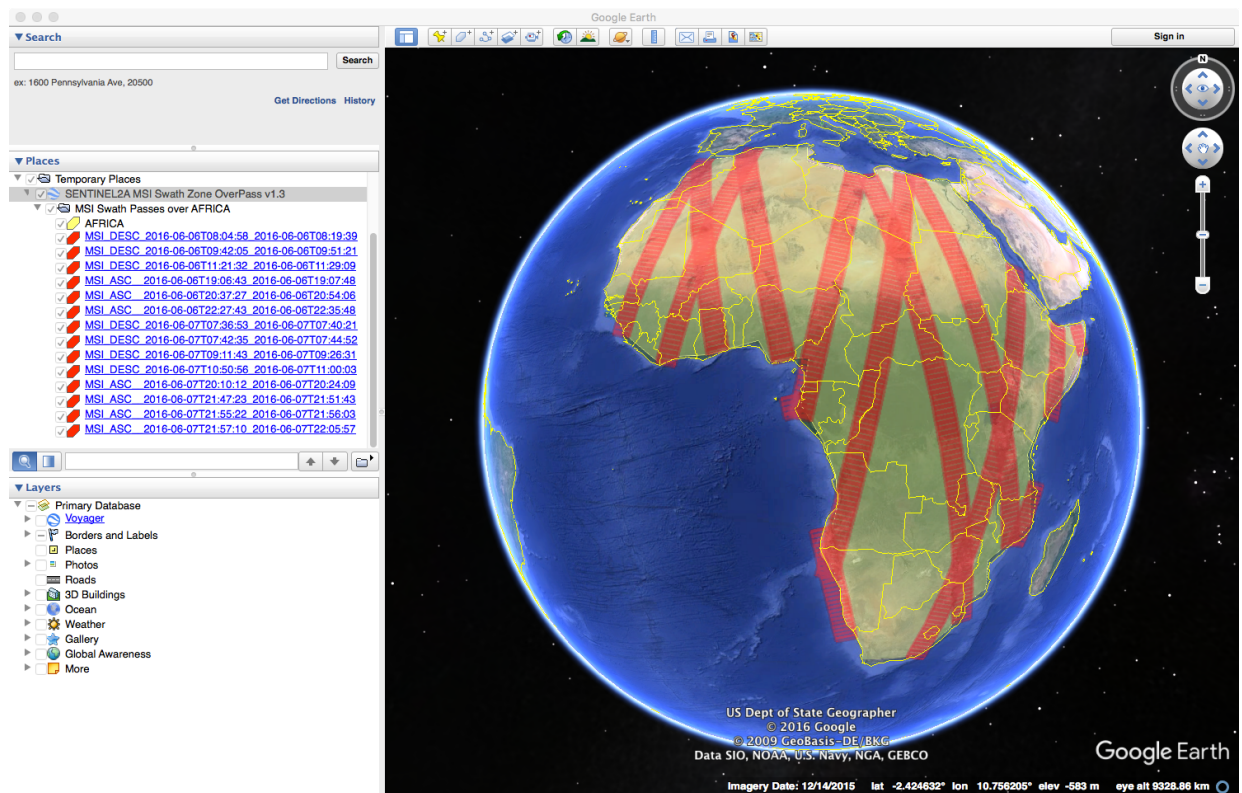 Google Earth
Search
Search
ex: 1600 Pennsylvania Ave, 20500
Get Directions History
Places
Temporary Places
SENTINEL2A MSI Swath Zone OverPass v1.3
MSI Swath Passes over AFRICA
AFRICA
MSI_DESC_2016-06-06T08:04:58_2016-06-06T08:19:39
MSI_DESC_2016-06-06T09:42:05_2016-06-06T09:51:21
MSI_DESC_2016-06-06T11:21:32_2016-06-06T11:29:09
MSI_ASC__2016-06-06T19:06:43_2016-06-06T19:07:48
MSI_ASC__2016-06-06T20:37:27_2016-06-06T20:54:06
MSI_ASC__2016-06-06T22:27:43_2016-06-06T22:35:48
MSI_DESC_2016-06-07T07:36:53_2016-06-07T07:40:21
MSI_DESC_2016-06-07T07:42:35_2016-06-07T07:44:52
MSI_DESC_2016-06-07T09:11:43_2016-06-07T09:26:31
MSI_DESC_2016-06-07T10:50:56_2016-06-07T11:00:03
MSI_ASC__2016-06-07T20:10:12_2016-06-07T20:24:09
MSI_ASC__2016-06-07T21:47:23_2016-06-07T21:51:43
MSI_ASC__2016-06-07T21:55:22_2016-06-07T21:56:03
MSI_ASC__2016-06-07T21:57:10_2016-06-07T22:05:57
Layers
Primary Database
Voyager
Borders and Labels
Places
Photos
Roads
3D Buildings
Ocean
Weather
Gallery
Global Awareness
More
Sign in
N
US Dept of State Geographer
© 2016 Google
© 2009 GeoBasis-DE/BKG
Data SIO, NOAA, U.S. Navy, NGA, GEBCO
Google Earth
Imagery Date: 12/14/2015 lat -2.424632° lon 10.756205° elev -583 m eye alt 9328.86 km